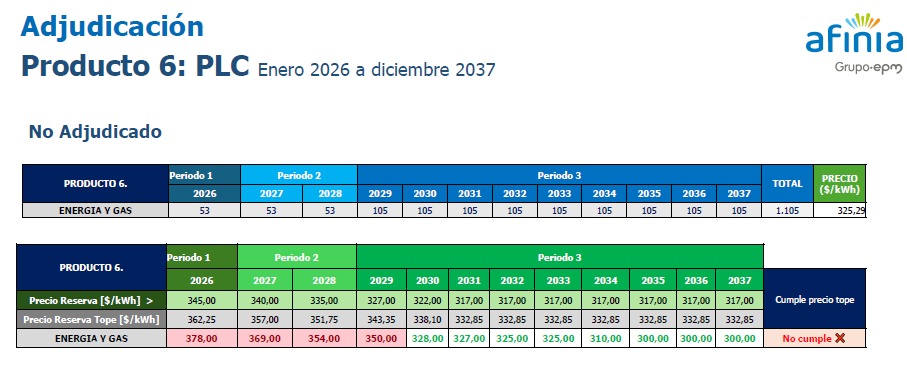 Adjudicación
Producto 6: PLC Enero 2026 a diciembre 2037
afinia
Grupo·epm
No Adjudicado
PRODUCTO 6. Periodo 1 Periodo 2 Periodo 3 TOTAL PRECIO ($/kWh)
2026 2027 2028 2029 2030 2031 2032 2033 2034 2035 2036 2037
ENERGIA Y GAS 53 53 53 105 105 105 105 105 105 105 105 105 1.105 325,29
PRODUCTO 6. Periodo 1 Periodo 2 Periodo 3
2026 2027 2028 2029 2030 2031 2032 2033 2034 2035 2036 2037 Cumple precio tope
Precio Reserva [$/kWh] > 345,00 340,00 335,00 327,00 322,00 317,00 317,00 317,00 317,00 317,00 317,00 317,00
Precio Reserva Tope [$/kWh] 362,25 357,00 351,75 343,35 338,10 332,85 332,85 332,85 332,85 332,85 332,85 332,85
ENERGIA Y GAS 378,00 369,00 354,00 350,00 328,00 327,00 325,00 325,00 310,00 300,00 300,00 300,00 No cumple ❌